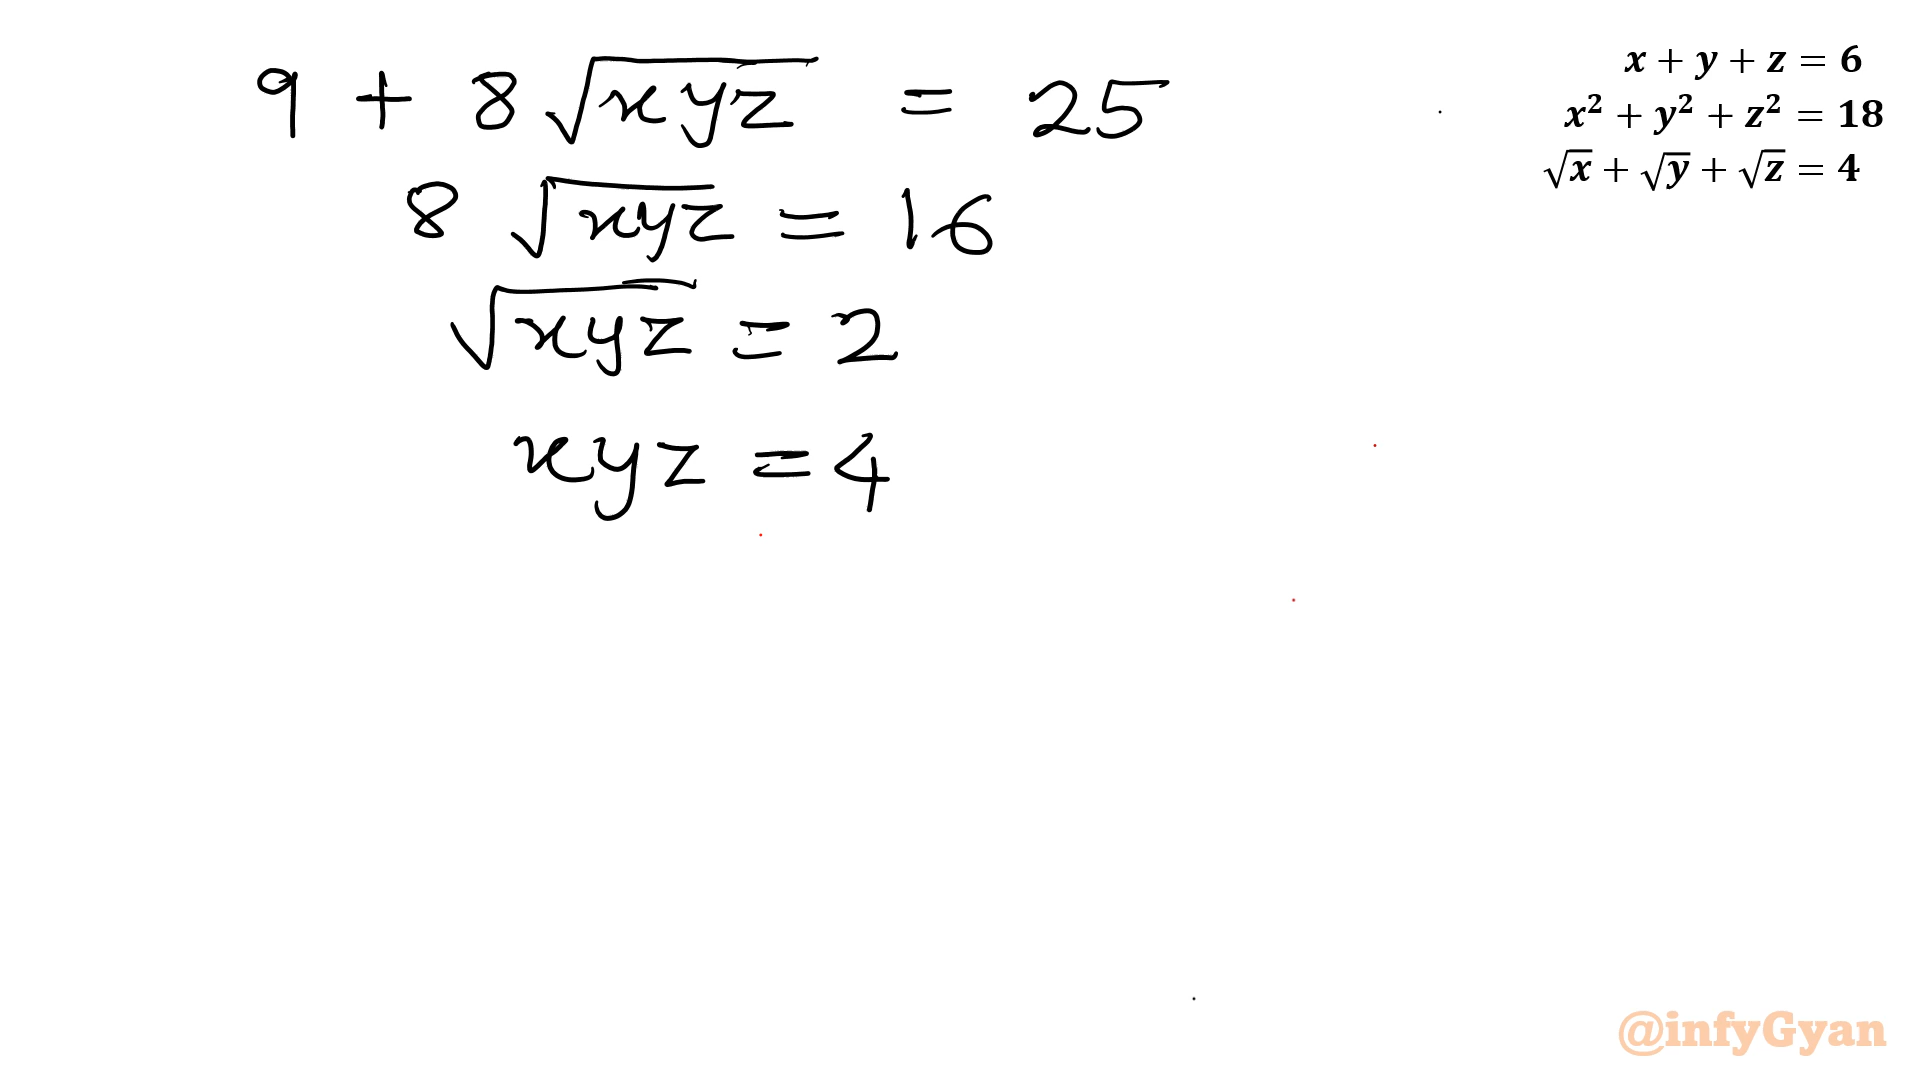 9 + 8√xyz = 25
8 √xyz = 16
√xyz = 2
xyz = 4
x + y + z = 6
x² + y² + z² = 18
√x + √y + √z = 4
@infyGyan